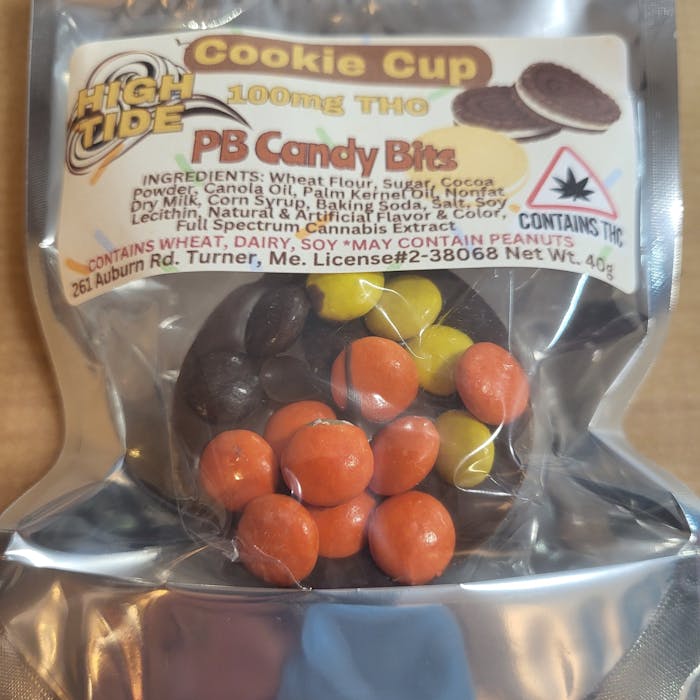 Cookie Cup
HIGH
TIDE
100mg THC
PB Candy Bits
INGREDIENTS: Wheat Flour, Sugar, Cocoa
Powder, Canola Oil, Palm Kernel Oil, Nonfat
Dry Milk, Corn Syrup, Baking Soda, Salt, Soy
Lecithin, Natural & Artificial Flavor & Color,
Full Spectrum Cannabis Extract
CONTAINS THC
CONTAINS WHEAT, DAIRY, SOY *MAY CONTAIN PEANUTS
261 Auburn Rd. Turner, Me. License#2-38068 Net Wt. 40g